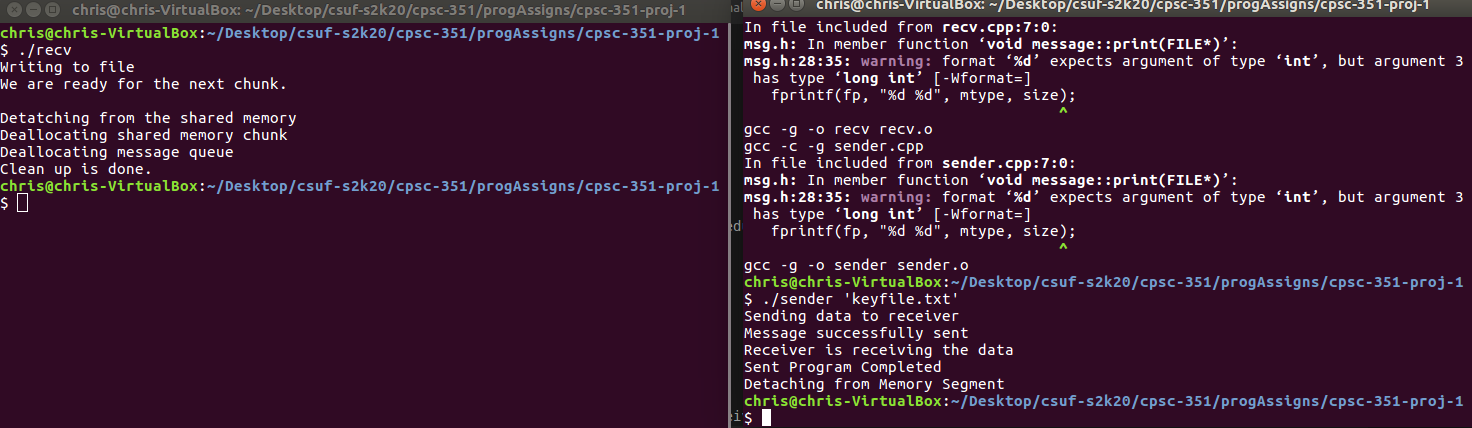 chris@chris-VirtualBox: ~/Desktop/csuf-s2k20/cpsc-351/progAssigns/cpsc-351-proj-1
chris@chris-VirtualBox:~/Desktop/csuf-s2k20/cpsc-351/progAssigns/cpsc-351-proj-1
$ ./recv
Writing to file
We are ready for the next chunk.
Detatching from the shared memory
Deallocating shared memory chunk
Deallocating message queue
Clean up is done.
chris@chris-VirtualBox:~/Desktop/csuf-s2k20/cpsc-351/progAssigns/cpsc-351-proj-1
$
chris@chris-VirtualBox: ~/Desktop/csuf-s2k20/cpsc-351/progAssigns/cpsc-351-proj-1
In file included from recv.cpp:7:0:
msg.h: In member function ‘void message::print(FILE*)’:
msg.h:28:35: warning: format ‘%d’ expects argument of type ‘int’, but argument 3
has type ‘long int’ [-Wformat=]
fprintf(fp, "%d %d", mtype, size);
^
gcc -g -o recv recv.o
gcc -c -g sender.cpp
In file included from sender.cpp:7:0:
msg.h: In member function ‘void message::print(FILE*)’:
msg.h:28:35: warning: format ‘%d’ expects argument of type ‘int’, but argument 3
has type ‘long int’ [-Wformat=]
fprintf(fp, "%d %d", mtype, size);
^
gcc -g -o sender sender.o
chris@chris-VirtualBox:~/Desktop/csuf-s2k20/cpsc-351/progAssigns/cpsc-351-proj-1
$ ./sender 'keyfile.txt'
Sending data to receiver
Message successfully sent
Receiver is receiving the data
Sent Program Completed
Detaching from Memory Segment
chris@chris-VirtualBox:~/Desktop/csuf-s2k20/cpsc-351/progAssigns/cpsc-351-proj-1
$